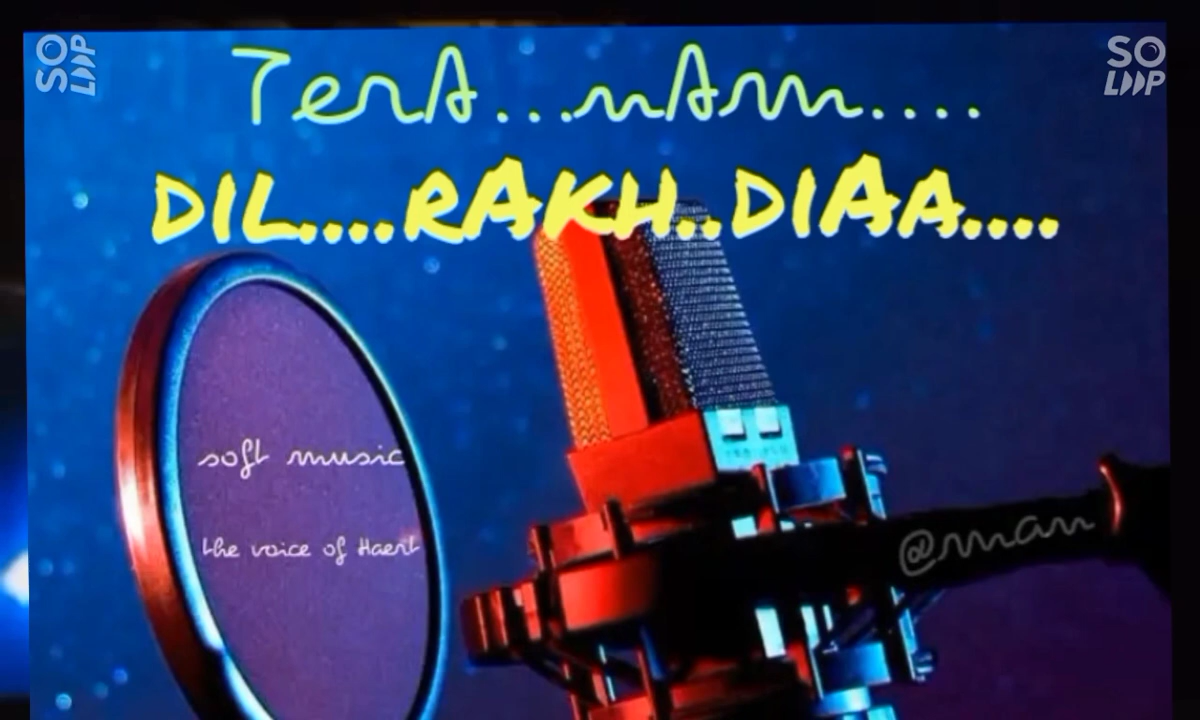 SO LOOP
SO LOOP
TerA...nAm....
DIL....RAKH..DIAA....
soft music
the voice of Haert
@man